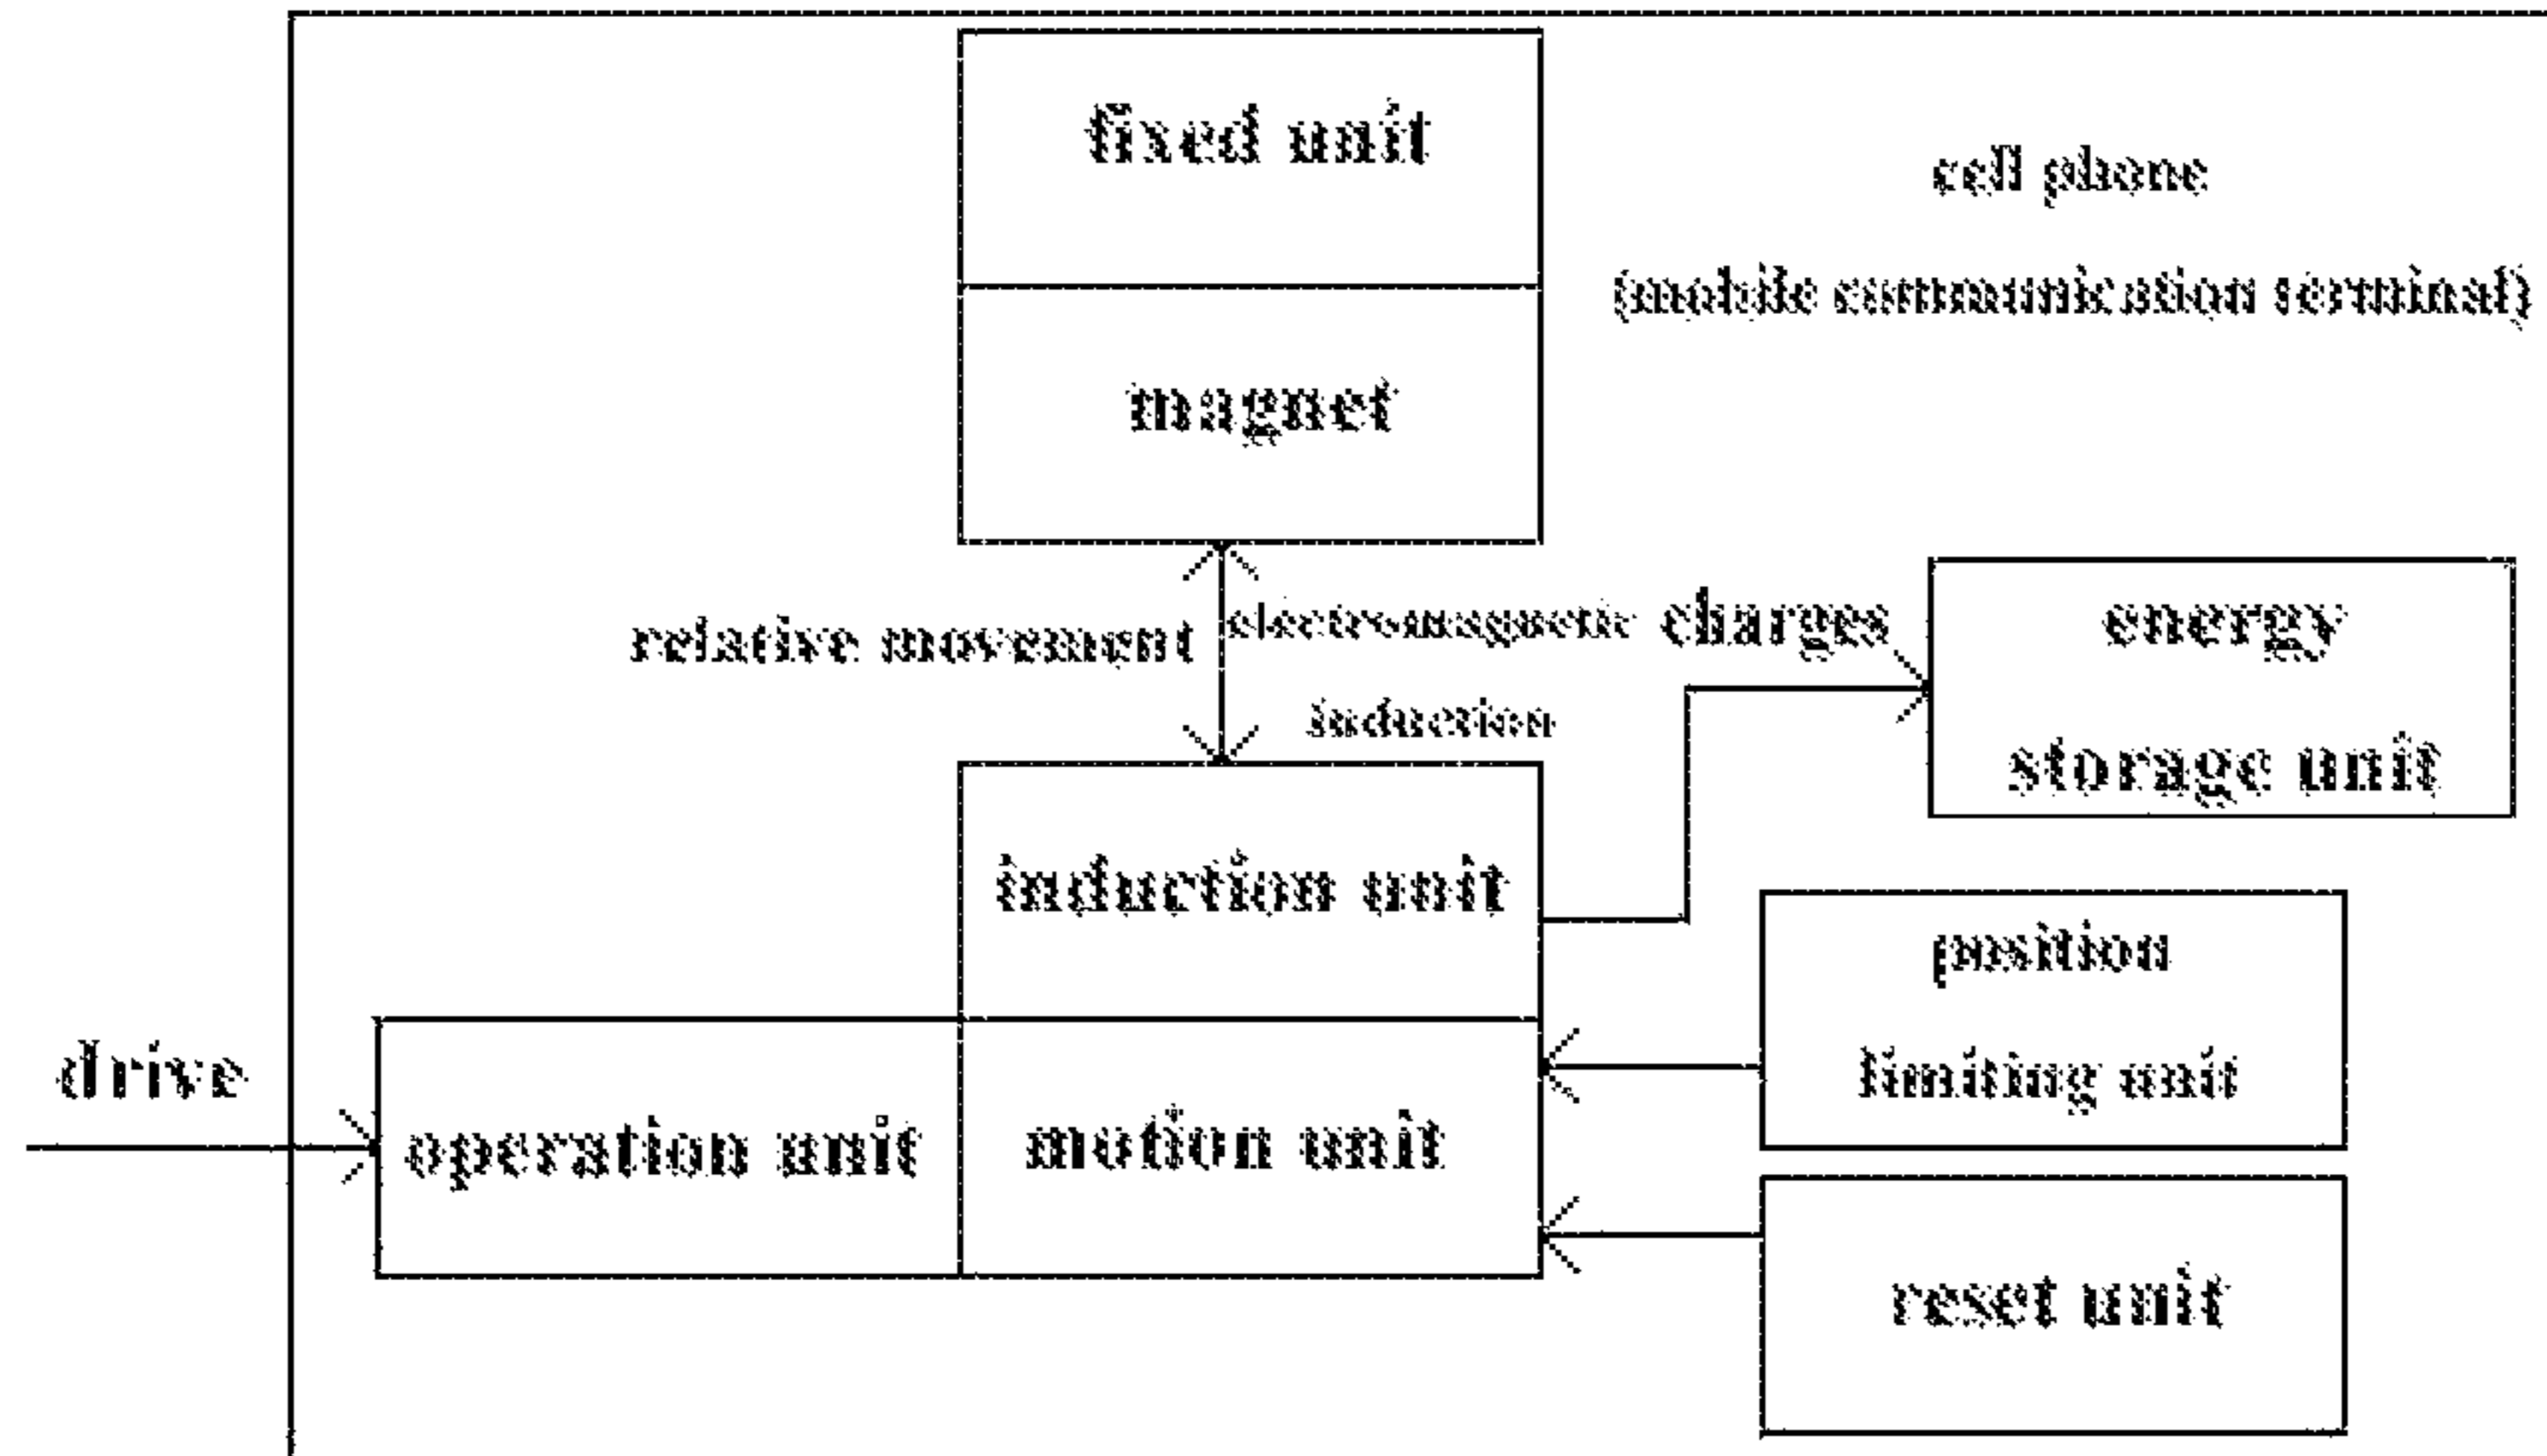 fixed unit
cell phone
(mobile communication terminal)
magnet
relative movement
electromagnetic
induction
charges
energy
storage unit
induction unit
position
limiting unit
drive
operation unit
motion unit
reset unit